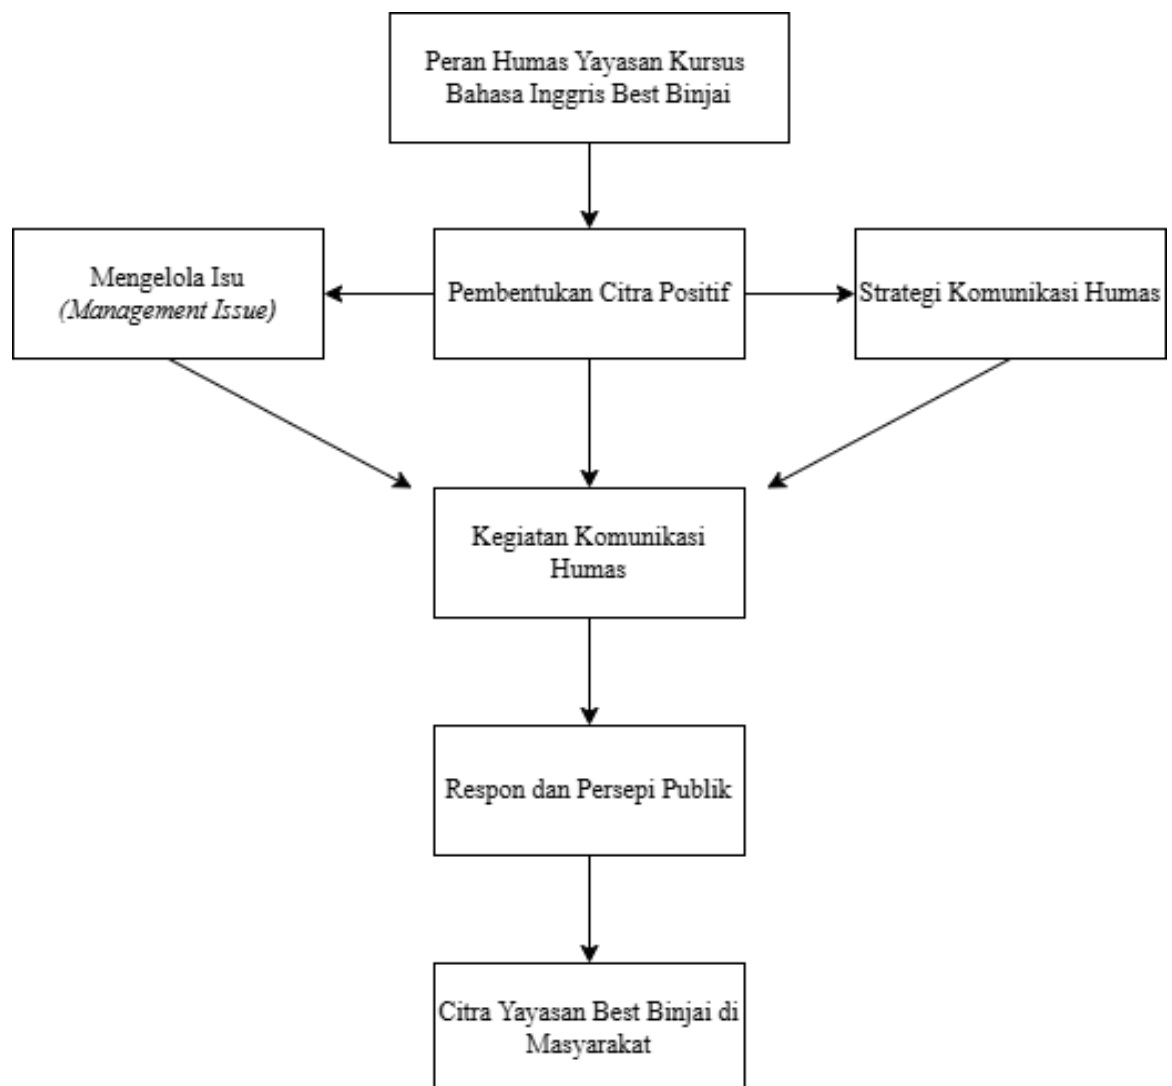 Peran Humas Yayasan Kursus
Bahasa Inggris Best Binjai
Mengelola Isu
(Management Issue)
Pembentukan Citra Positif
Strategi Komunikasi Humas
Kegiatan Komunikasi
Humas
Respon dan Persepi Publik
Citra Yayasan Best Binjai di
Masyarakat